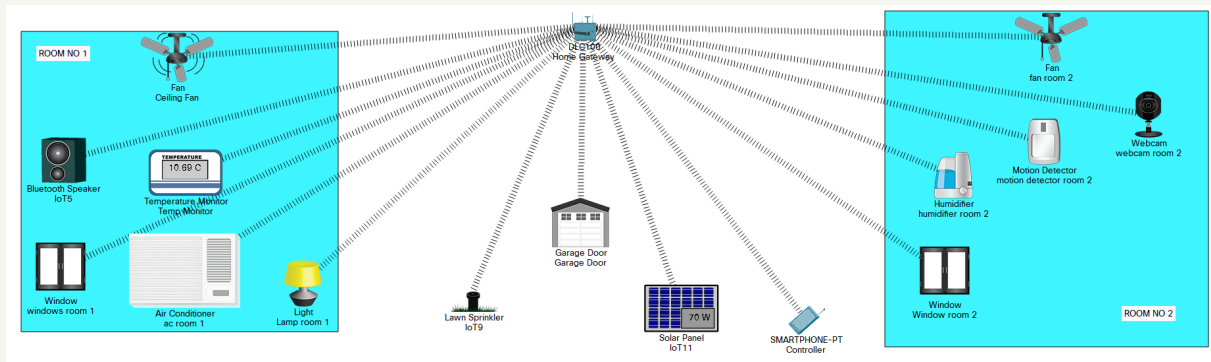 ROOM NO 1
Fan
Ceiling Fan
DLC100
Home Gateway
Fan
fan room 2
Bluetooth Speaker
IoT5
TEMPERATURE
10.69 C
Temperature Monitor
Temp Monitor
Webcam
webcam room 2
Motion Detector
motion detector room 2
Humidifier
humidifier room 2
Garage Door
Garage Door
Window
windows room 1
Air Conditioner
ac room 1
Light
Lamp room 1
Lawn Sprinkler
IoT9
70 W
Solar Panel
IoT11
SMARTPHONE-PT
Controller
Window
Window room 2
ROOM NO 2